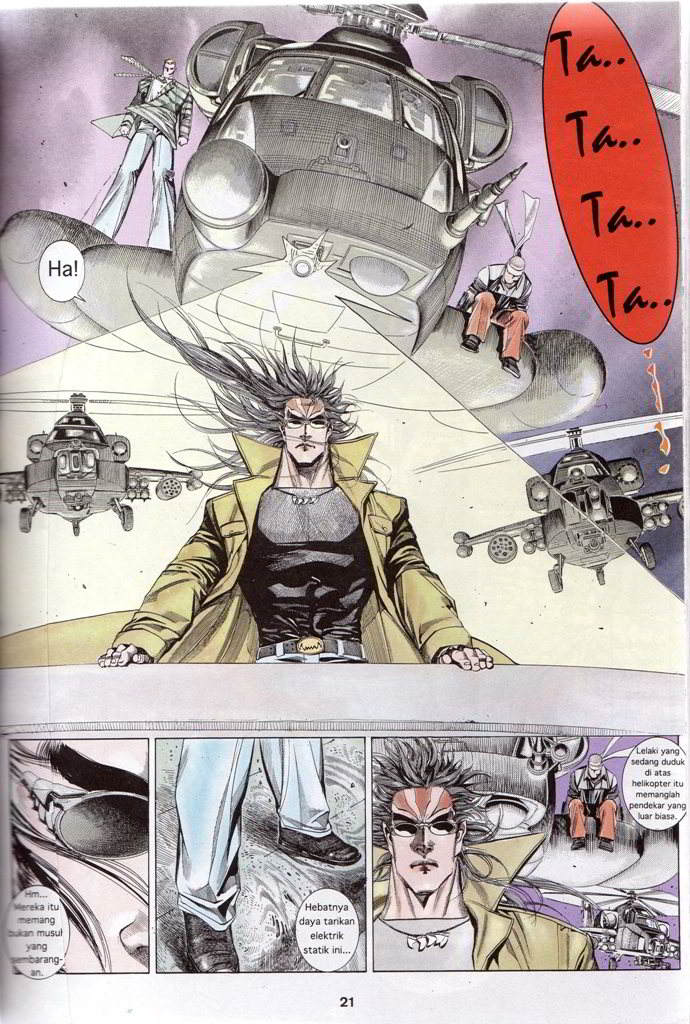 Ta..
Ta..
Ta..
Ta..
Ha!
Hm...
Mereka itu
memang
bukan musuh
yang
sembarang-
an.
Hebatnya
daya tarikan
elektrik
statik ini...
Lelaki yang
sedang duduk
di atas
helikopter itu
memanglah
pendekar yang
luar biasa.
21